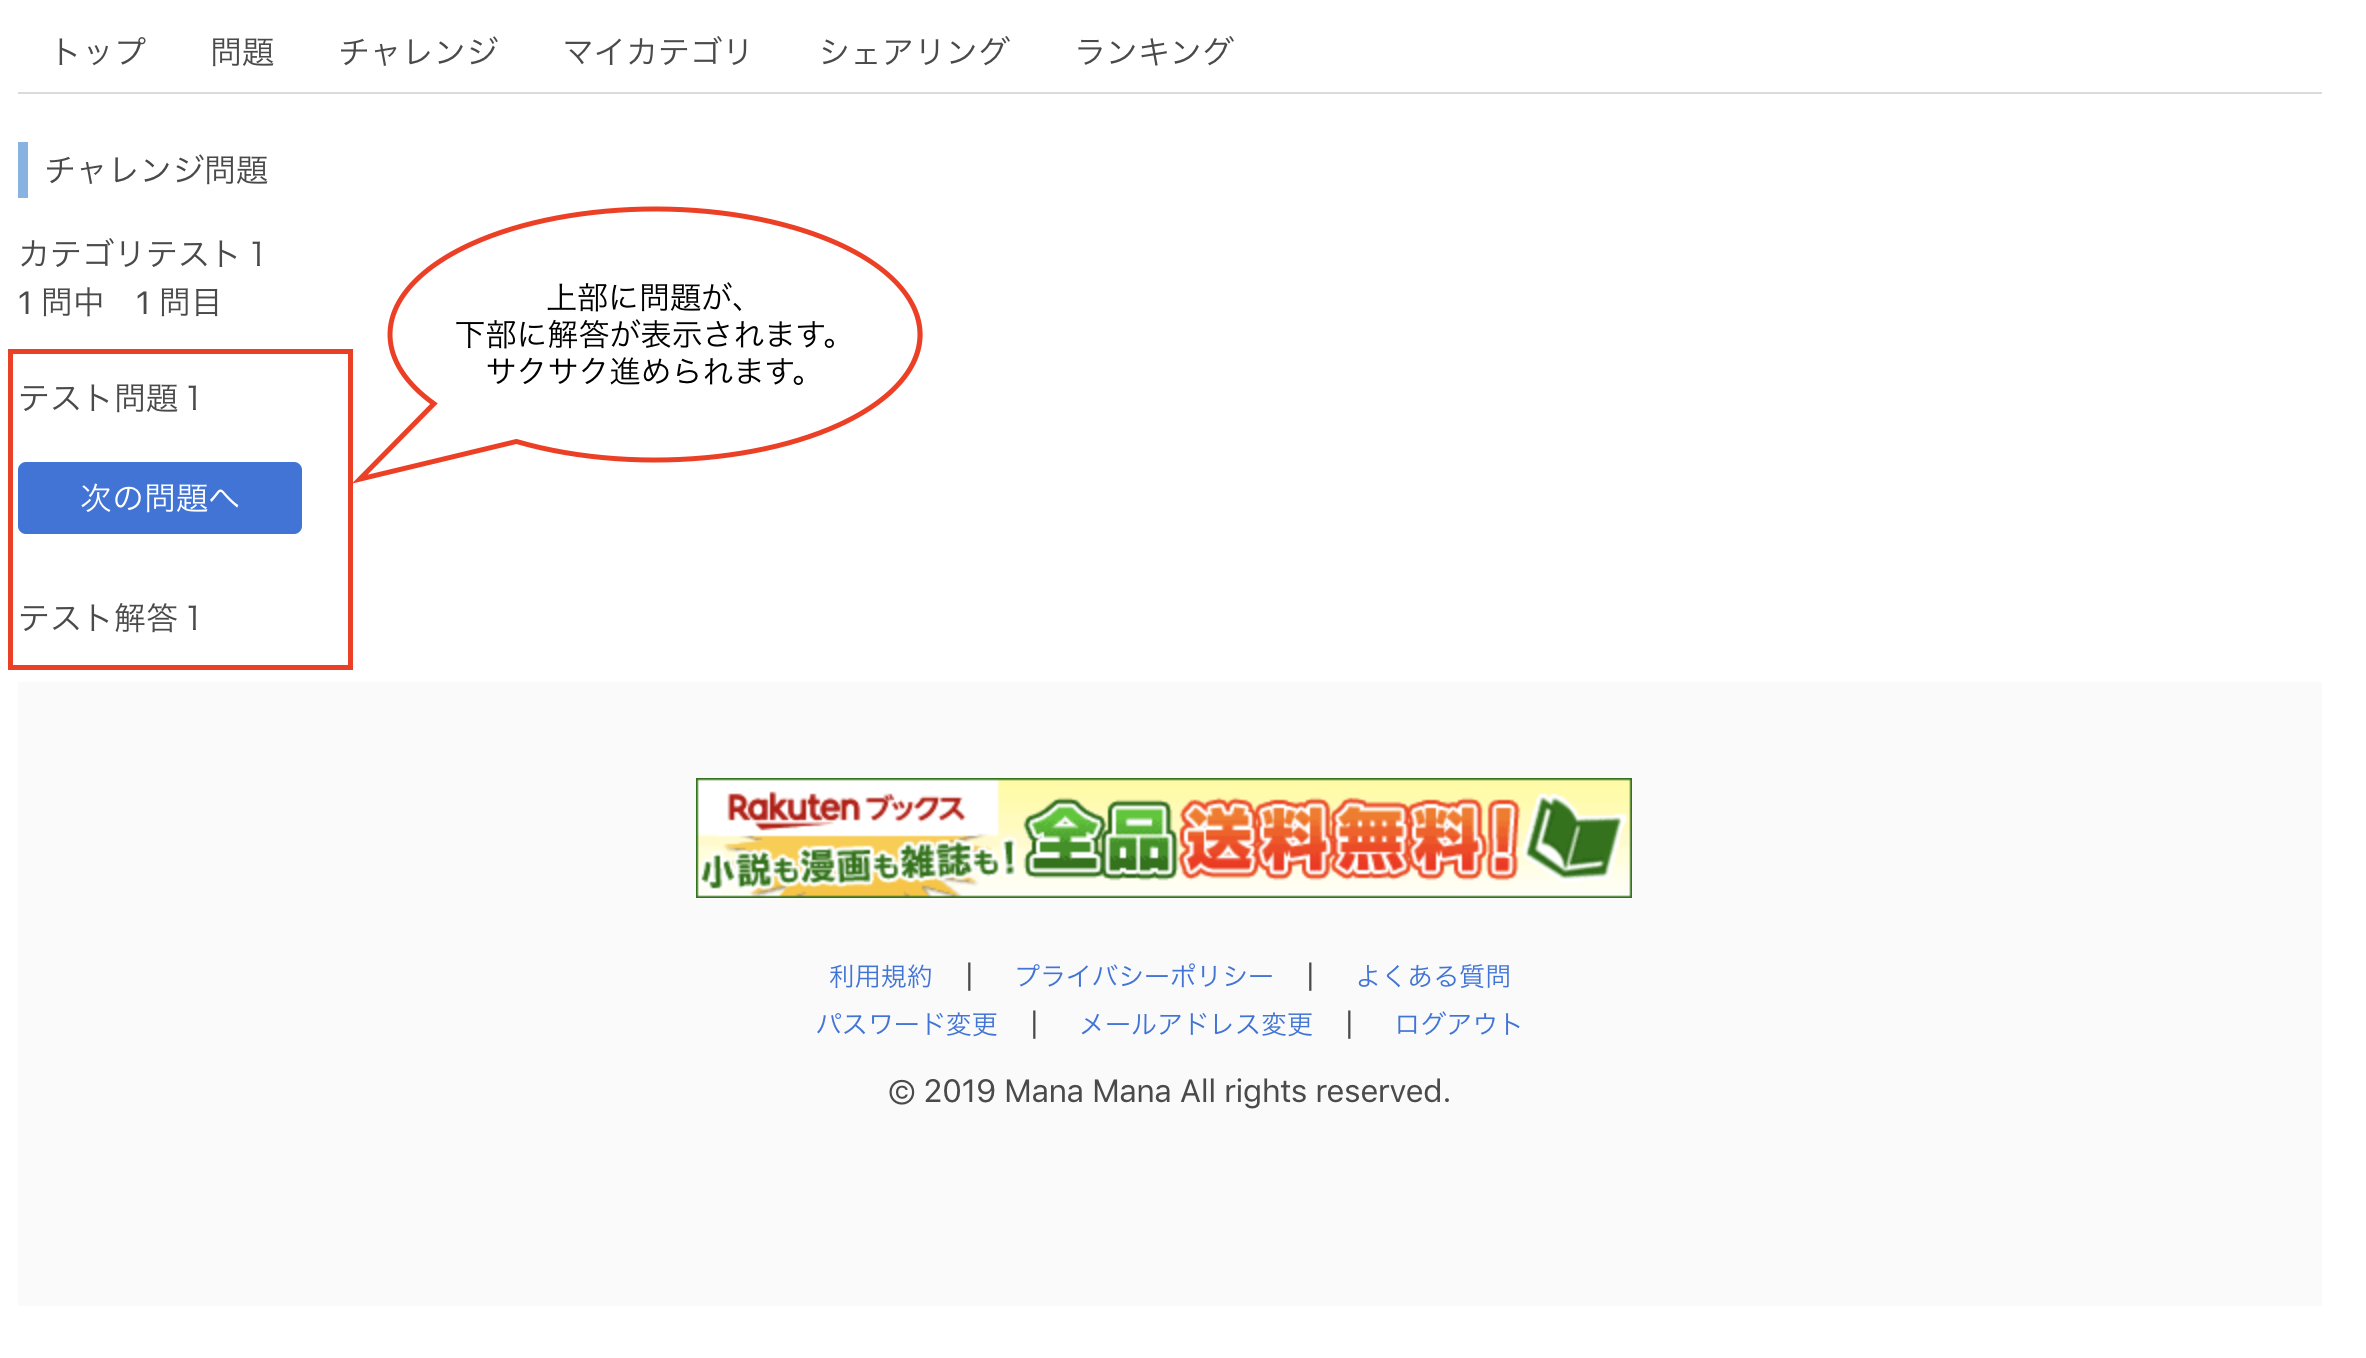 トップ 問題 チャレンジ マイカテゴリ シェアリング ランキング
チャレンジ問題
カテゴリテスト1
1問中 1問目
上部に問題が、
下部に解答が表示されます。
サクサク進められます。
テスト問題1
次の問題へ
テスト解答1
Rakuten ブックス
小説も漫画も雑誌も!
全品送料無料!
利用規約 | プライバシーポリシー | よくある質問
パスワード変更 | メールアドレス変更 | ログアウト
© 2019 Mana Mana All rights reserved.